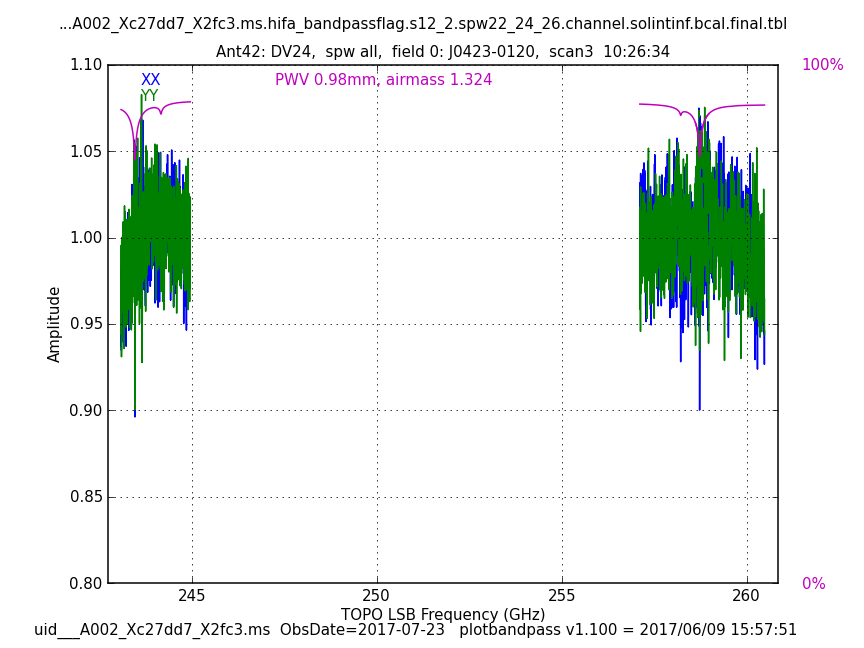 ...A002_Xc27dd7_X2fc3.ms.hifa_bandpassflag.s12_2.spw22_24_26.channel.solintinf.bcal.final.tbl
Ant42: DV24, spw all, field 0: J0423-0120, scan3 10:26:34
1.10
XX
PWV 0.98mm, airmass 1.324
100%
YY
1.05
1.00
0.95
Amplitude
0.90
0.85
0.80
0%
245
250
255
260
TOPO LSB Frequency (GHz)
uid___A002_Xc27dd7_X2fc3.ms ObsDate=2017-07-23 plotbandpass v1.100 = 2017/06/09 15:57:51